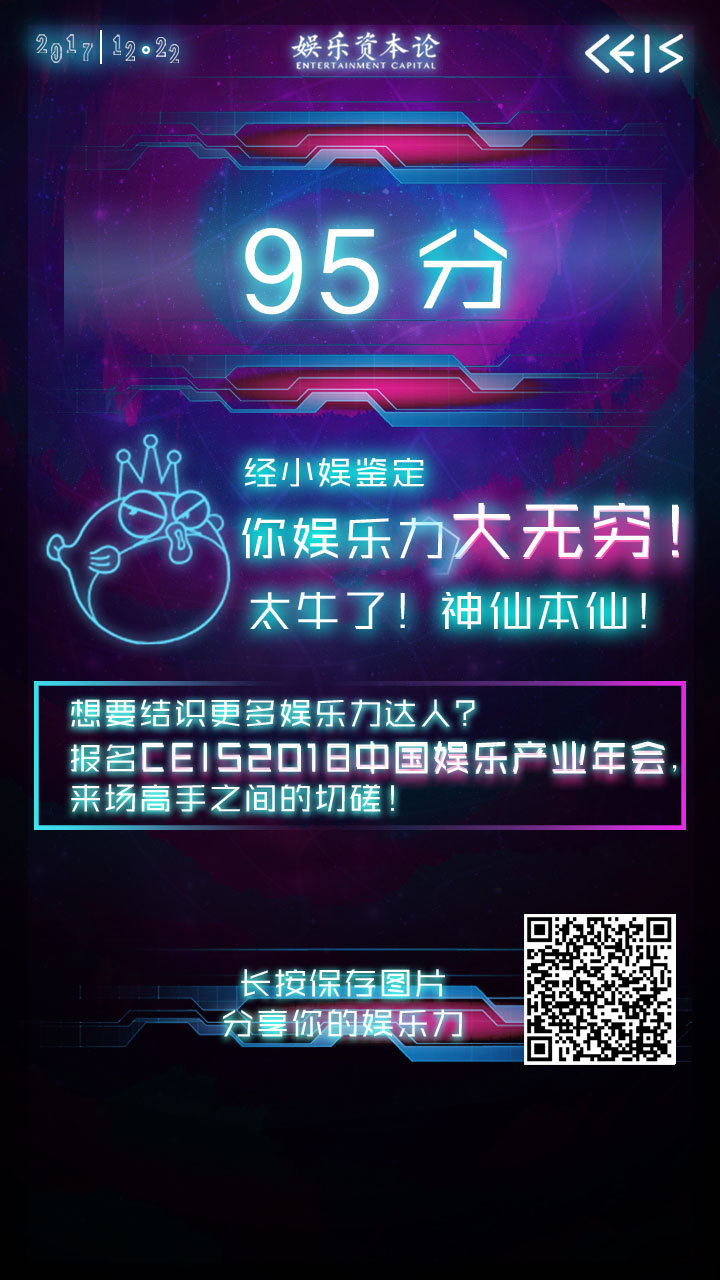 2017|12·22
娱乐资本论
ENTERTAINMENT CAPITAL
CEIS
95分
经小娱鉴定
你娱乐力大无穷！
太牛了！神仙本仙！
想要结识更多娱乐力达人？
报名CEIS2018中国娱乐产业年会，
来场高手之间的切磋！
长按保存图片
分享你的娱乐力